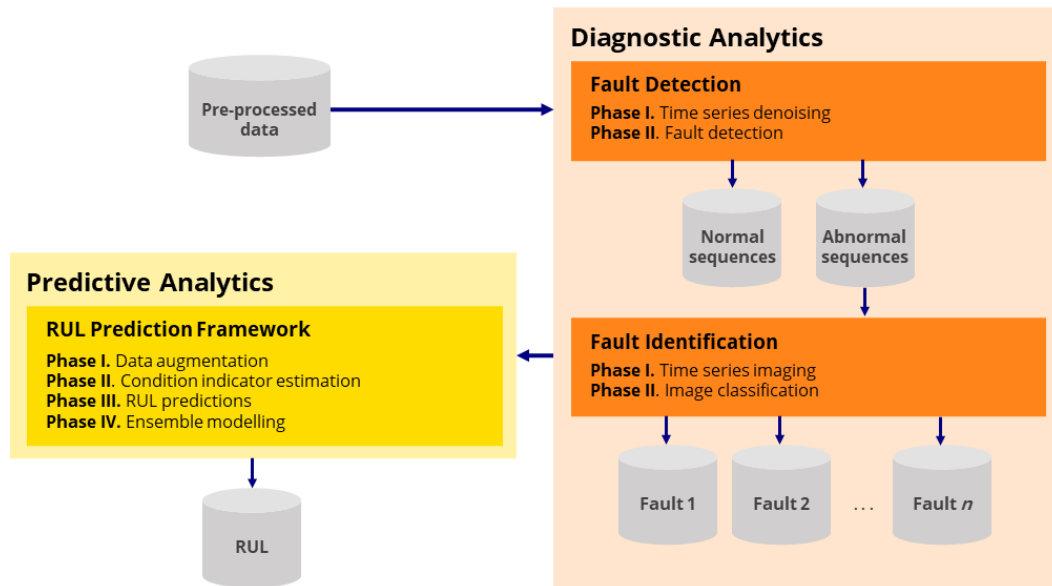 Pre-processed
data
Diagnostic Analytics
Fault Detection
Phase I. Time series denoising
Phase II. Fault detection
Normal
sequences
Abnormal
sequences
Predictive Analytics
RUL Prediction Framework
Phase I. Data augmentation
Phase II. Condition indicator estimation
Phase III. RUL predictions
Phase IV. Ensemble modelling
Fault Identification
Phase I. Time series imaging
Phase II. Image classification
Fault 1
Fault 2
...
Fault n
RUL